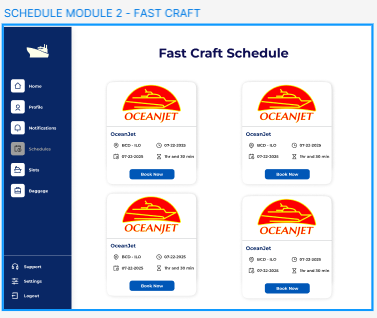 SCHEDULE MODULE 2 - FAST CRAFT
Fast Craft Schedule
Home
Profile
Notifications
Schedules
Slots
Baggage
Support
Settings
Logout
OCEANJET
OceanJet
BCD - ILO 07-22-2025
07-22-2025 1hr and 30 min
Book Now
OCEANJET
OceanJet
BCD - ILO 07-22-2025
07-22-2025 1hr and 30 min
Book Now
OCEANJET
OceanJet
BCD - ILO 07-22-2025
07-22-2025 1hr and 30 min
Book Now
OCEANJET
OceanJet
BCD - ILO 07-22-2025
07-22-2025 1hr and 30 min
Book Now